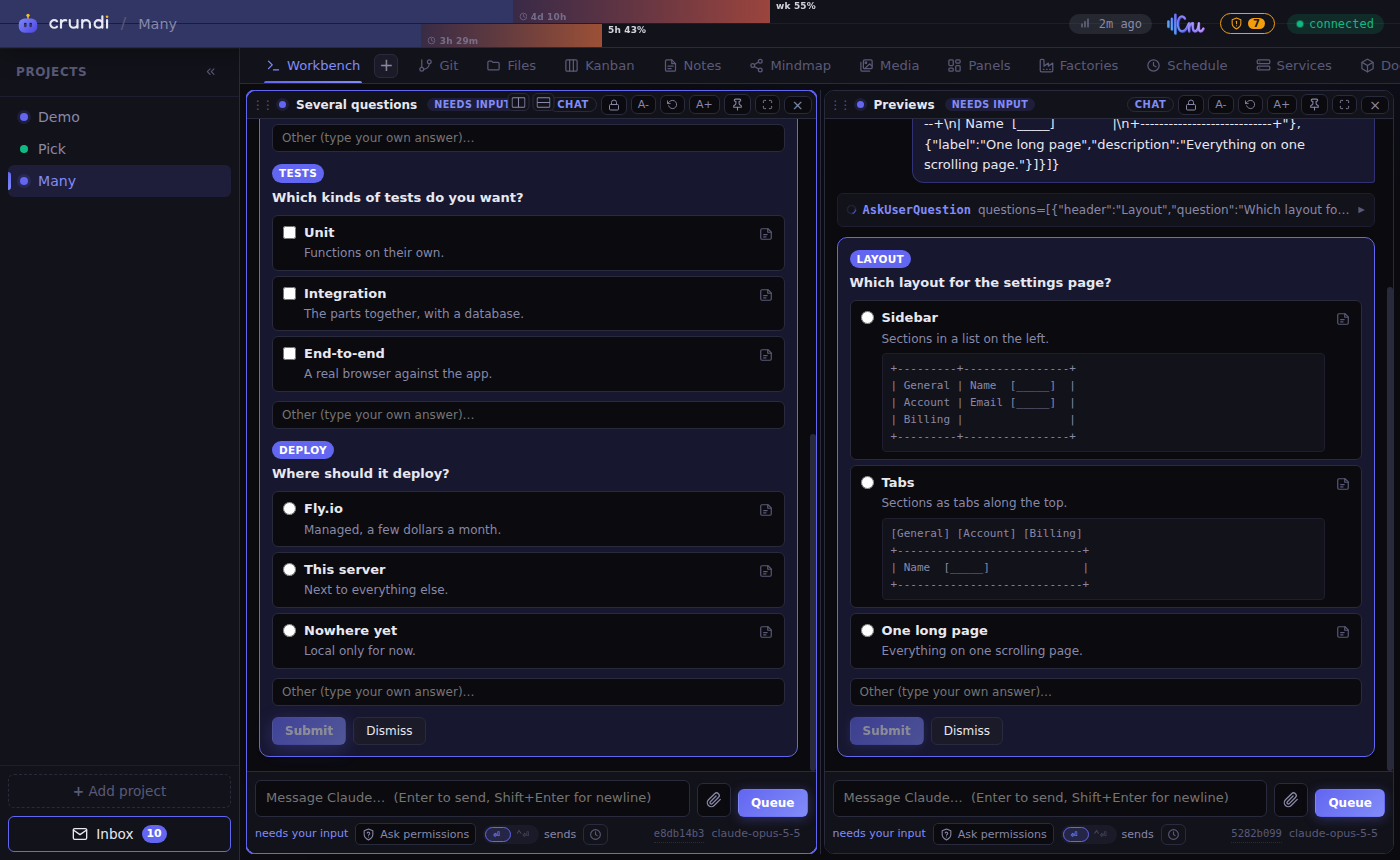 crundi / Many
wk 55%
4d 10h
5h 43%
3h 29m
2m ago
7
connected
PROJECTS «
Demo
Pick
Many
+ Add project
Inbox 10
Workbench + Git Files Kanban Notes Mindmap Media Panels Factories Schedule Services Do
Several questions NEEDS INPUT CHAT A- A+
Other (type your own answer)...
TESTS
Which kinds of tests do you want?
Unit
Functions on their own.
Integration
The parts together, with a database.
End-to-end
A real browser against the app.
Other (type your own answer)...
DEPLOY
Where should it deploy?
Fly.io
Managed, a few dollars a month.
This server
Next to everything else.
Nowhere yet
Local only for now.
Other (type your own answer)...
Submit Dismiss
Message Claude… (Enter to send, Shift+Enter for newline)
Queue
needs your input Ask permissions sends e8db14b3 claude-opus-5-5
Previews NEEDS INPUT CHAT A- A+
--+\n| Name  [_____]              |\n+----------------------------+"},
{"label":"One long page","description":"Everything on one
scrolling page."}]}]}
AskUserQuestion questions=[{"header":"Layout","question":"Which layout fo…
LAYOUT
Which layout for the settings page?
Sidebar
Sections in a list on the left.
+---------+----------------+
| General | Name  [_____]  |
| Account | Email [_____]  |
| Billing |                |
+---------+----------------+
Tabs
Sections as tabs along the top.
[General] [Account] [Billing]
+----------------------------+
| Name  [_____]              |
+----------------------------+
One long page
Everything on one scrolling page.
Other (type your own answer)...
Submit Dismiss
Message Claude… (Enter to send, Shift+Enter for newline)
Queue
needs your input Ask permissions sends 5282b099 claude-opus-5-5